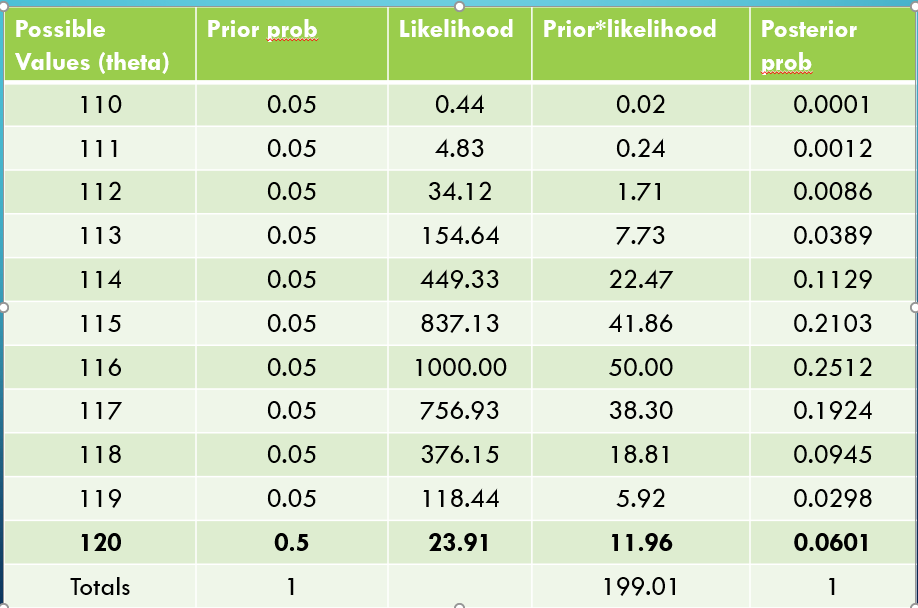 Possible Values (theta) Prior prob Likelihood Prior*likelihood Posterior prob
110 0.05 0.44 0.02 0.0001
111 0.05 4.83 0.24 0.0012
112 0.05 34.12 1.71 0.0086
113 0.05 154.64 7.73 0.0389
114 0.05 449.33 22.47 0.1129
115 0.05 837.13 41.86 0.2103
116 0.05 1000.00 50.00 0.2512
117 0.05 756.93 38.30 0.1924
118 0.05 376.15 18.81 0.0945
119 0.05 118.44 5.92 0.0298
120 0.5 23.91 11.96 0.0601
Totals 1 199.01 1